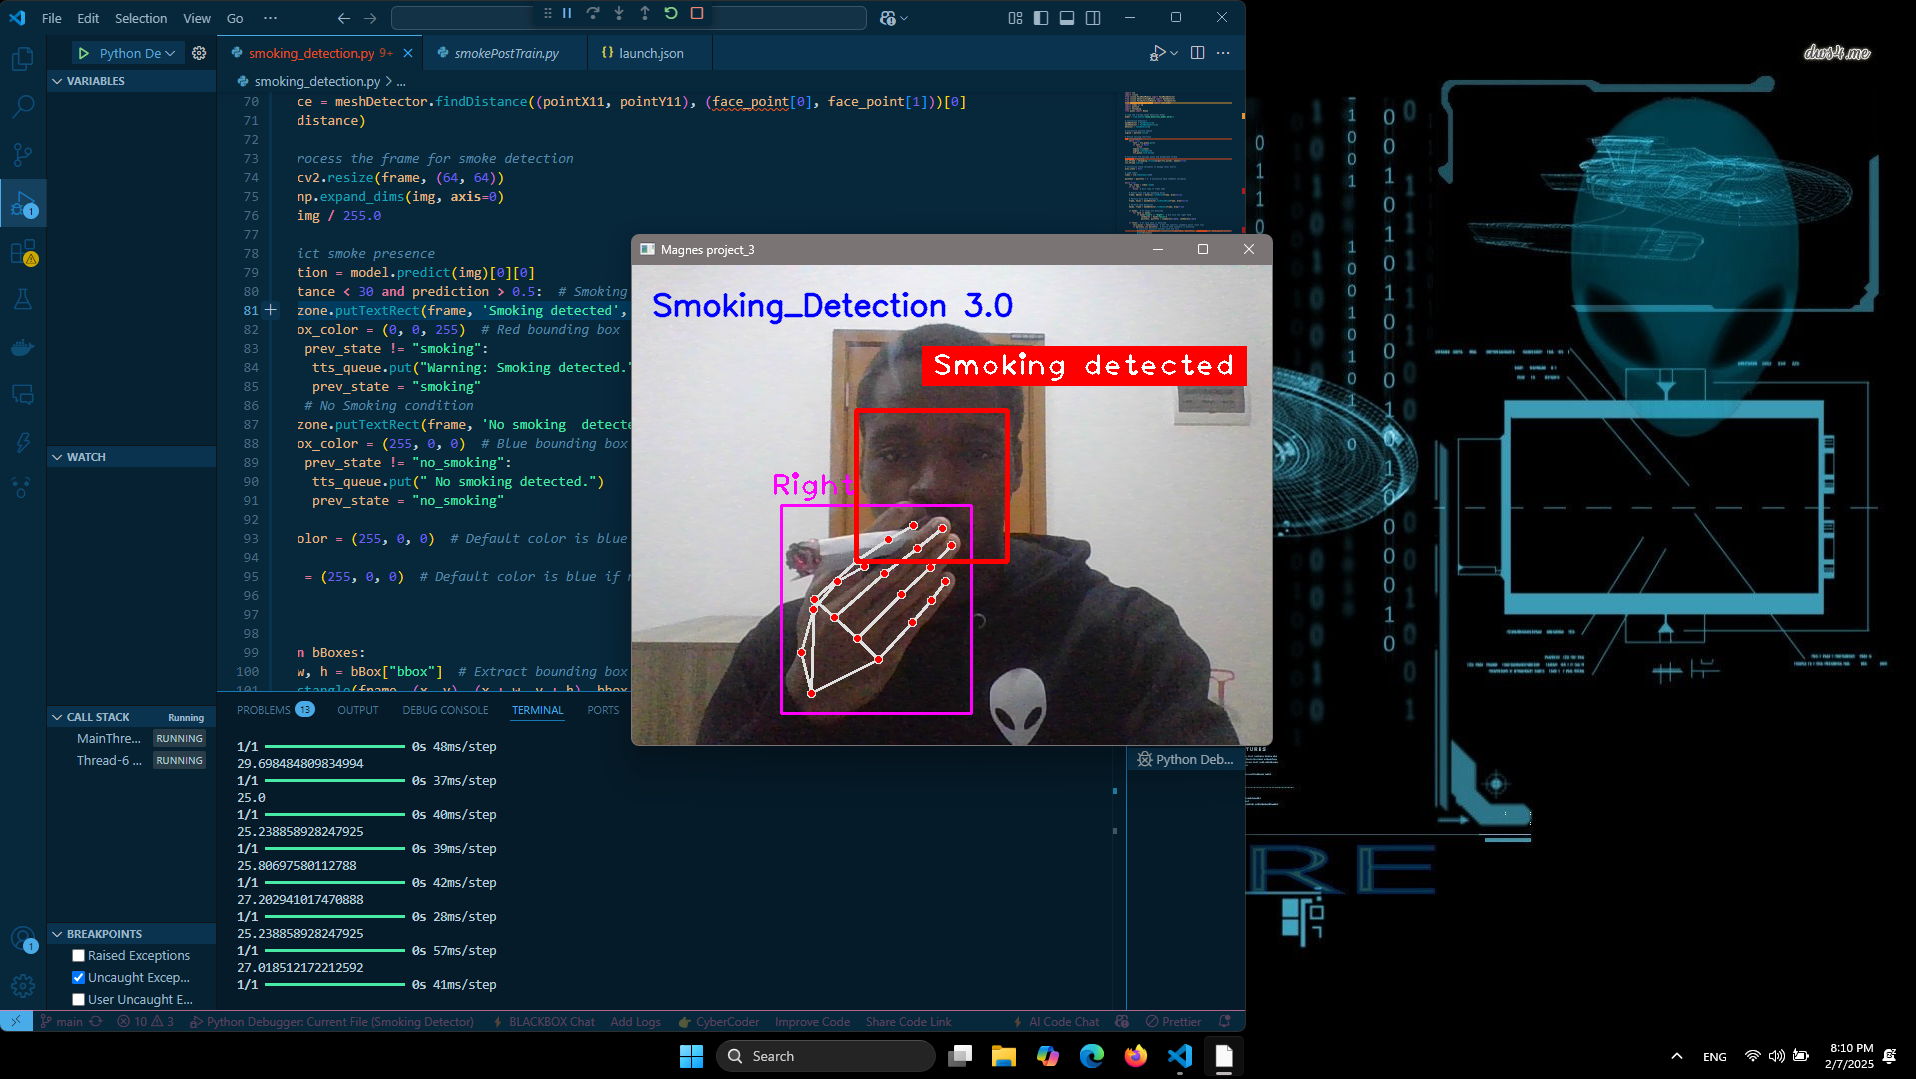 File Edit Selection View Go ···
dws4.me
Python De
smoking_detection.py 9+
smokePostTrain.py
launch.json
VARIABLES
smoking_detection.py > ...
70 ce = meshDetector.findDistance((pointX11, pointY11), (face_point[0], face_point[1]))[0]
71 distance)
72
73 rocess the frame for smoke detection
74 cv2.resize(frame, (64, 64))
75 np.expand_dims(img, axis=0)
76 img / 255.0
77
78 ict smoke presence
79 tion = model.predict(img)[0][0]
80 tance < 30 and prediction > 0.5:  # Smoking
81 zone.putTextRect(frame, 'Smoking detected',
82 ox_color = (0, 0, 255)  # Red bounding box
83 prev_state != "smoking":
84 tts_queue.put("Warning: Smoking detected."
85 prev_state = "smoking"
86 # No Smoking condition
87 zone.putTextRect(frame, 'No smoking  detecte
88 ox_color = (255, 0, 0)  # Blue bounding box
89 prev_state != "no_smoking":
90 tts_queue.put(" No smoking detected.")
91 prev_state = "no_smoking"
92
93 olor = (255, 0, 0)  # Default color is blue
94
95 = (255, 0, 0)  # Default color is blue if
96
97
98
99 n bBoxes:
100 w, h = bBox["bbox"]  # Extract bounding box
Magnes project_3
Smoking_Detection 3.0
Smoking detected
Right
WATCH
CALL STACK Running
MainThre... RUNNING
Thread-6 ... RUNNING
BREAKPOINTS
Raised Exceptions
Uncaught Excep...
User Uncaught E...
PROBLEMS 13 OUTPUT DEBUG CONSOLE TERMINAL PORTS
Python Deb...
1/1 0s 48ms/step
29.698484809834994
1/1 0s 37ms/step
25.0
1/1 0s 40ms/step
25.238858928247925
1/1 0s 39ms/step
25.80697580112788
1/1 0s 42ms/step
27.202941017470888
1/1 0s 28ms/step
25.238858928247925
1/1 0s 57ms/step
27.018512172212592
1/1 0s 41ms/step
main 10 3 Python Debugger: Current File (Smoking Detector) BLACKBOX Chat Add Logs CyberCoder Improve Code Share Code Link AI Code Chat Prettier
RE
Search
ENG
8:10 PM
2/7/2025